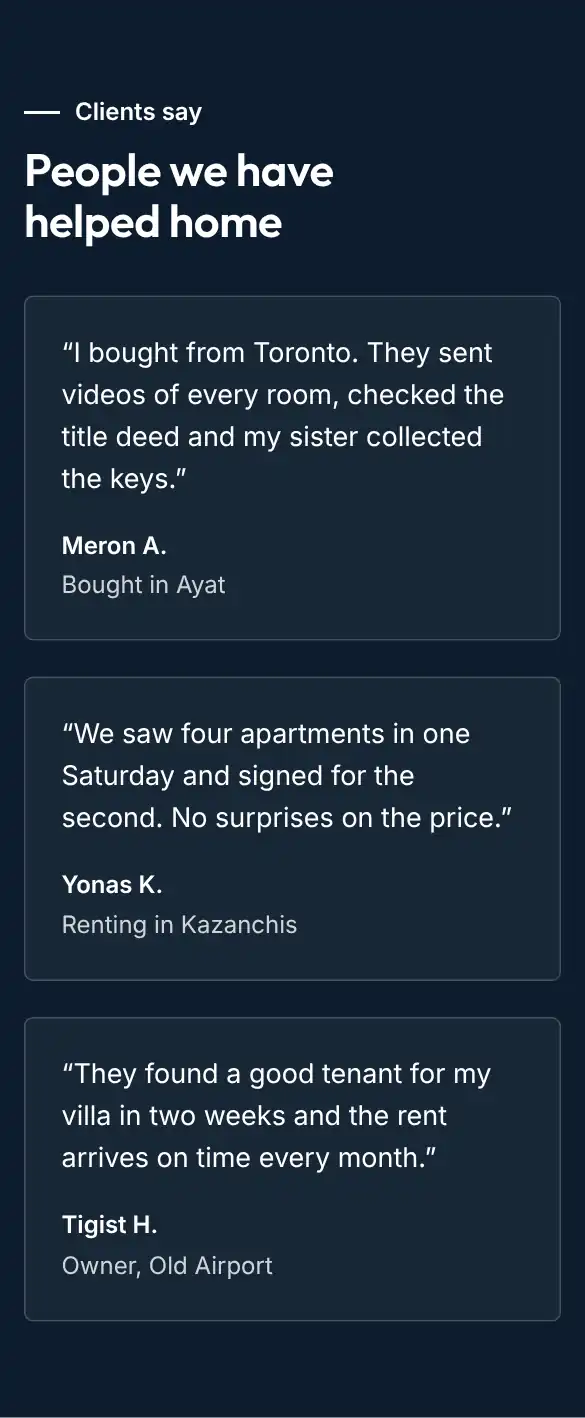 Clients say
People we have
helped home
“I bought from Toronto. They sent
videos of every room, checked the
title deed and my sister collected
the keys.”
Meron A.
Bought in Ayat
“We saw four apartments in one
Saturday and signed for the
second. No surprises on the price.”
Yonas K.
Renting in Kazanchis
“They found a good tenant for my
villa in two weeks and the rent
arrives on time every month.”
Tigist H.
Owner, Old Airport